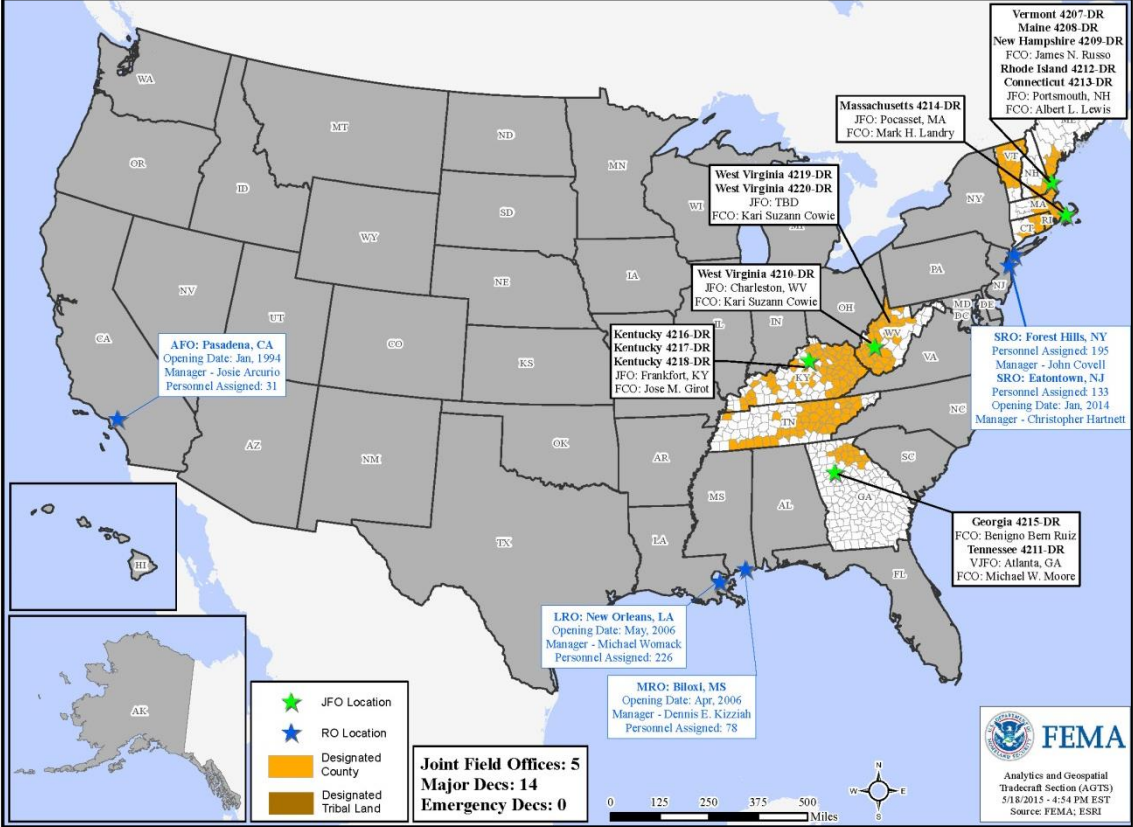 Vermont 4207-DR
Maine 4208-DR
New Hampshire 4209-DR
FCO: James N. Russo
Rhode Island 4212-DR
Connecticut 4213-DR
JFO: Portsmouth, NH
FCO: Albert L. Lewis
Massachusetts 4214-DR
JFO: Pocasset, MA
FCO: Mark H. Landry
West Virginia 4219-DR
West Virginia 4220-DR
JFO: TBD
FCO: Kari Suzann Cowie
West Virginia 4210-DR
JFO: Charleston, WV
FCO: Kari Suzann Cowie
Kentucky 4216-DR
Kentucky 4217-DR
Kentucky 4218-DR
JFO: Frankfort, KY
FCO: Jose M. Girot
AFO: Pasadena, CA
Opening Date: Jan, 1994
Manager - Josie Arcurio
Personnel Assigned: 31
SRO: Forest Hills, NY
Personnel Assigned: 195
Manager - John Covell
SRO: Eatontown, NJ
Personnel Assigned: 133
Opening Date: Jan, 2014
Manager - Christopher Hartnett
Georgia 4215-DR
FCO: Benigno Bern Ruiz
Tennessee 4211-DR
VJFO: Atlanta, GA
FCO: Michael W. Moore
LRO: New Orleans, LA
Opening Date: May, 2006
Manager - Michael Womack
Personnel Assigned: 226
MRO: Biloxi, MS
Opening Date: Apr, 2006
Manager - Dennis E. Kizziah
Personnel Assigned: 78
WA
MT
ND
MN
OR
ID
SD
WI
WY
NE
IA
NV
UT
CO
KS
CA
AZ
NM
OK
AR
TX
LA
MS
AL
GA
FL
SC
NC
TN
KY
VA
WV
OH
IN
IL
MI
PA
NY
NJ
MD
DE
DC
VT
NH
ME
MA
RI
CT
HI
AK
JFO Location
RO Location
Designated
County
Designated
Tribal Land
Joint Field Offices: 5
Major Decs: 14
Emergency Decs: 0
0 125 250 375 500
Miles
N
W E
S
FEMA
Analytics and Geospatial
Tradecraft Section (AGTS)
5/18/2015 - 4:54 PM EST
Source: FEMA; ESRI